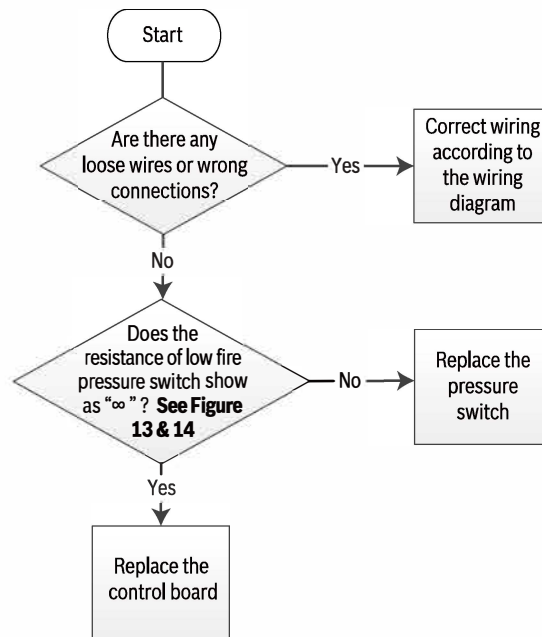 Start
Are there any
loose wires or wrong
connections?
Yes
Correct wiring
according to
the wiring
diagram
No
Does the
resistance of low fire
pressure switch show
as “∞ ” ? See Figure
13 & 14
No
Replace the
pressure
switch
Yes
Replace the
control board